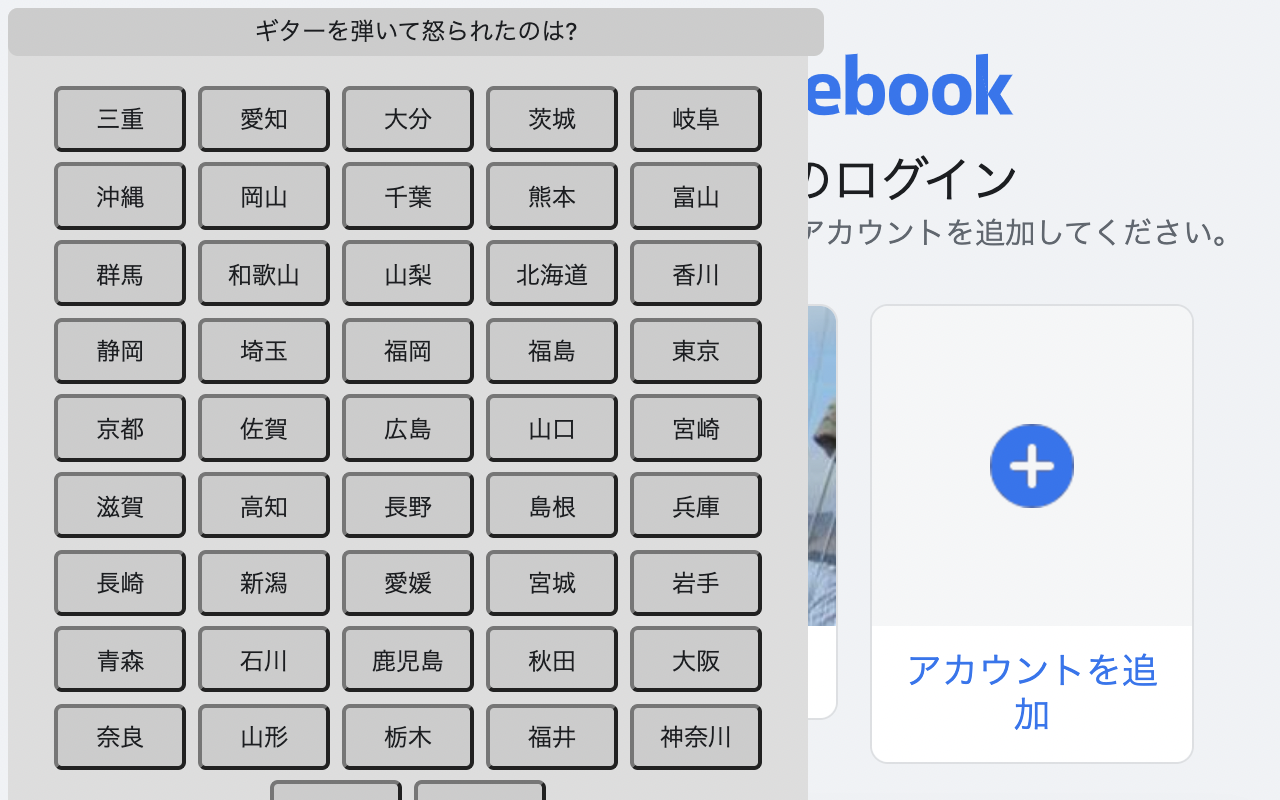 ギターを弾いて怒られたのは?
三重 愛知 大分 茨城 岐阜
沖縄 岡山 千葉 熊本 富山
群馬 和歌山 山梨 北海道 香川
静岡 埼玉 福岡 福島 東京
京都 佐賀 広島 山口 宮崎
滋賀 高知 長野 島根 兵庫
長崎 新潟 愛媛 宮城 岩手
青森 石川 鹿児島 秋田 大阪
奈良 山形 栃木 福井 神奈川
ebook
のログイン
アカウントを追加してください。
アカウントを追
加